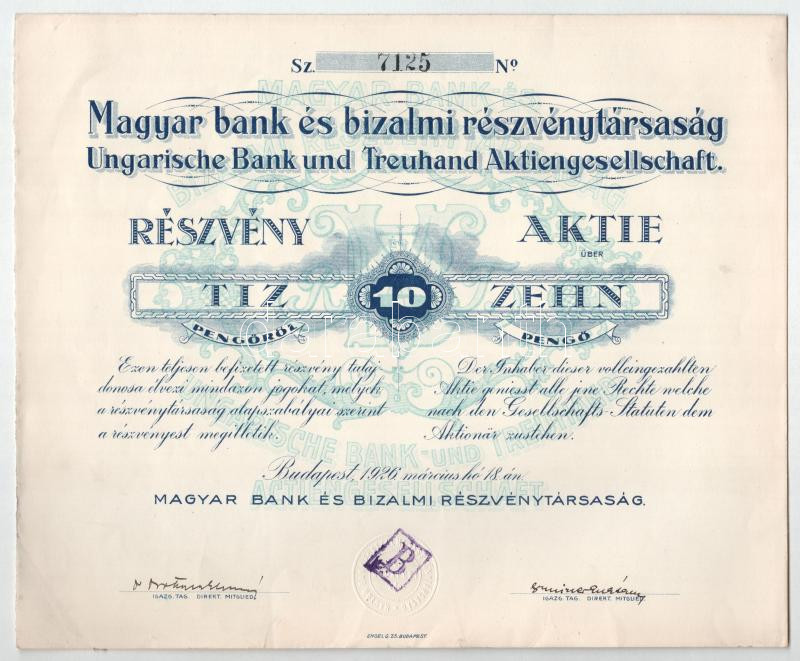 Sz. 7125 Nº
Magyar bank és bizalmi részvénytársaság
Ungarische Bank und Treuhand Aktiengesellschaft.
RÉSZVÉNY
AKTIE
ÜBER
TIZ 10 ZEHN
PENGŐRŐL
PENGŐ
Ezen teljesen befizetett részvény tulaj
donosa élvezi mindazon jogokat, melyek
a részvénytársaság alapszabályai szerint
a részvényest megilletik.
Der Inhaber dieser volleingezahlten
Aktie geniesst alle jene Rechte welche
nach den Gesellschafts-Statuten dem
Aktionär zustehen.
Budapest, 1926. március hó 18.án.
MAGYAR BANK ÉS BIZALMI RÉSZVÉNYTÁRSASÁG.
B
IGAZG. TAG. DIREKT. MITGLIED.
IGAZG. TAG. DIREKT. MITGLIED.
ENGEL G. ZS. BUDAPEST